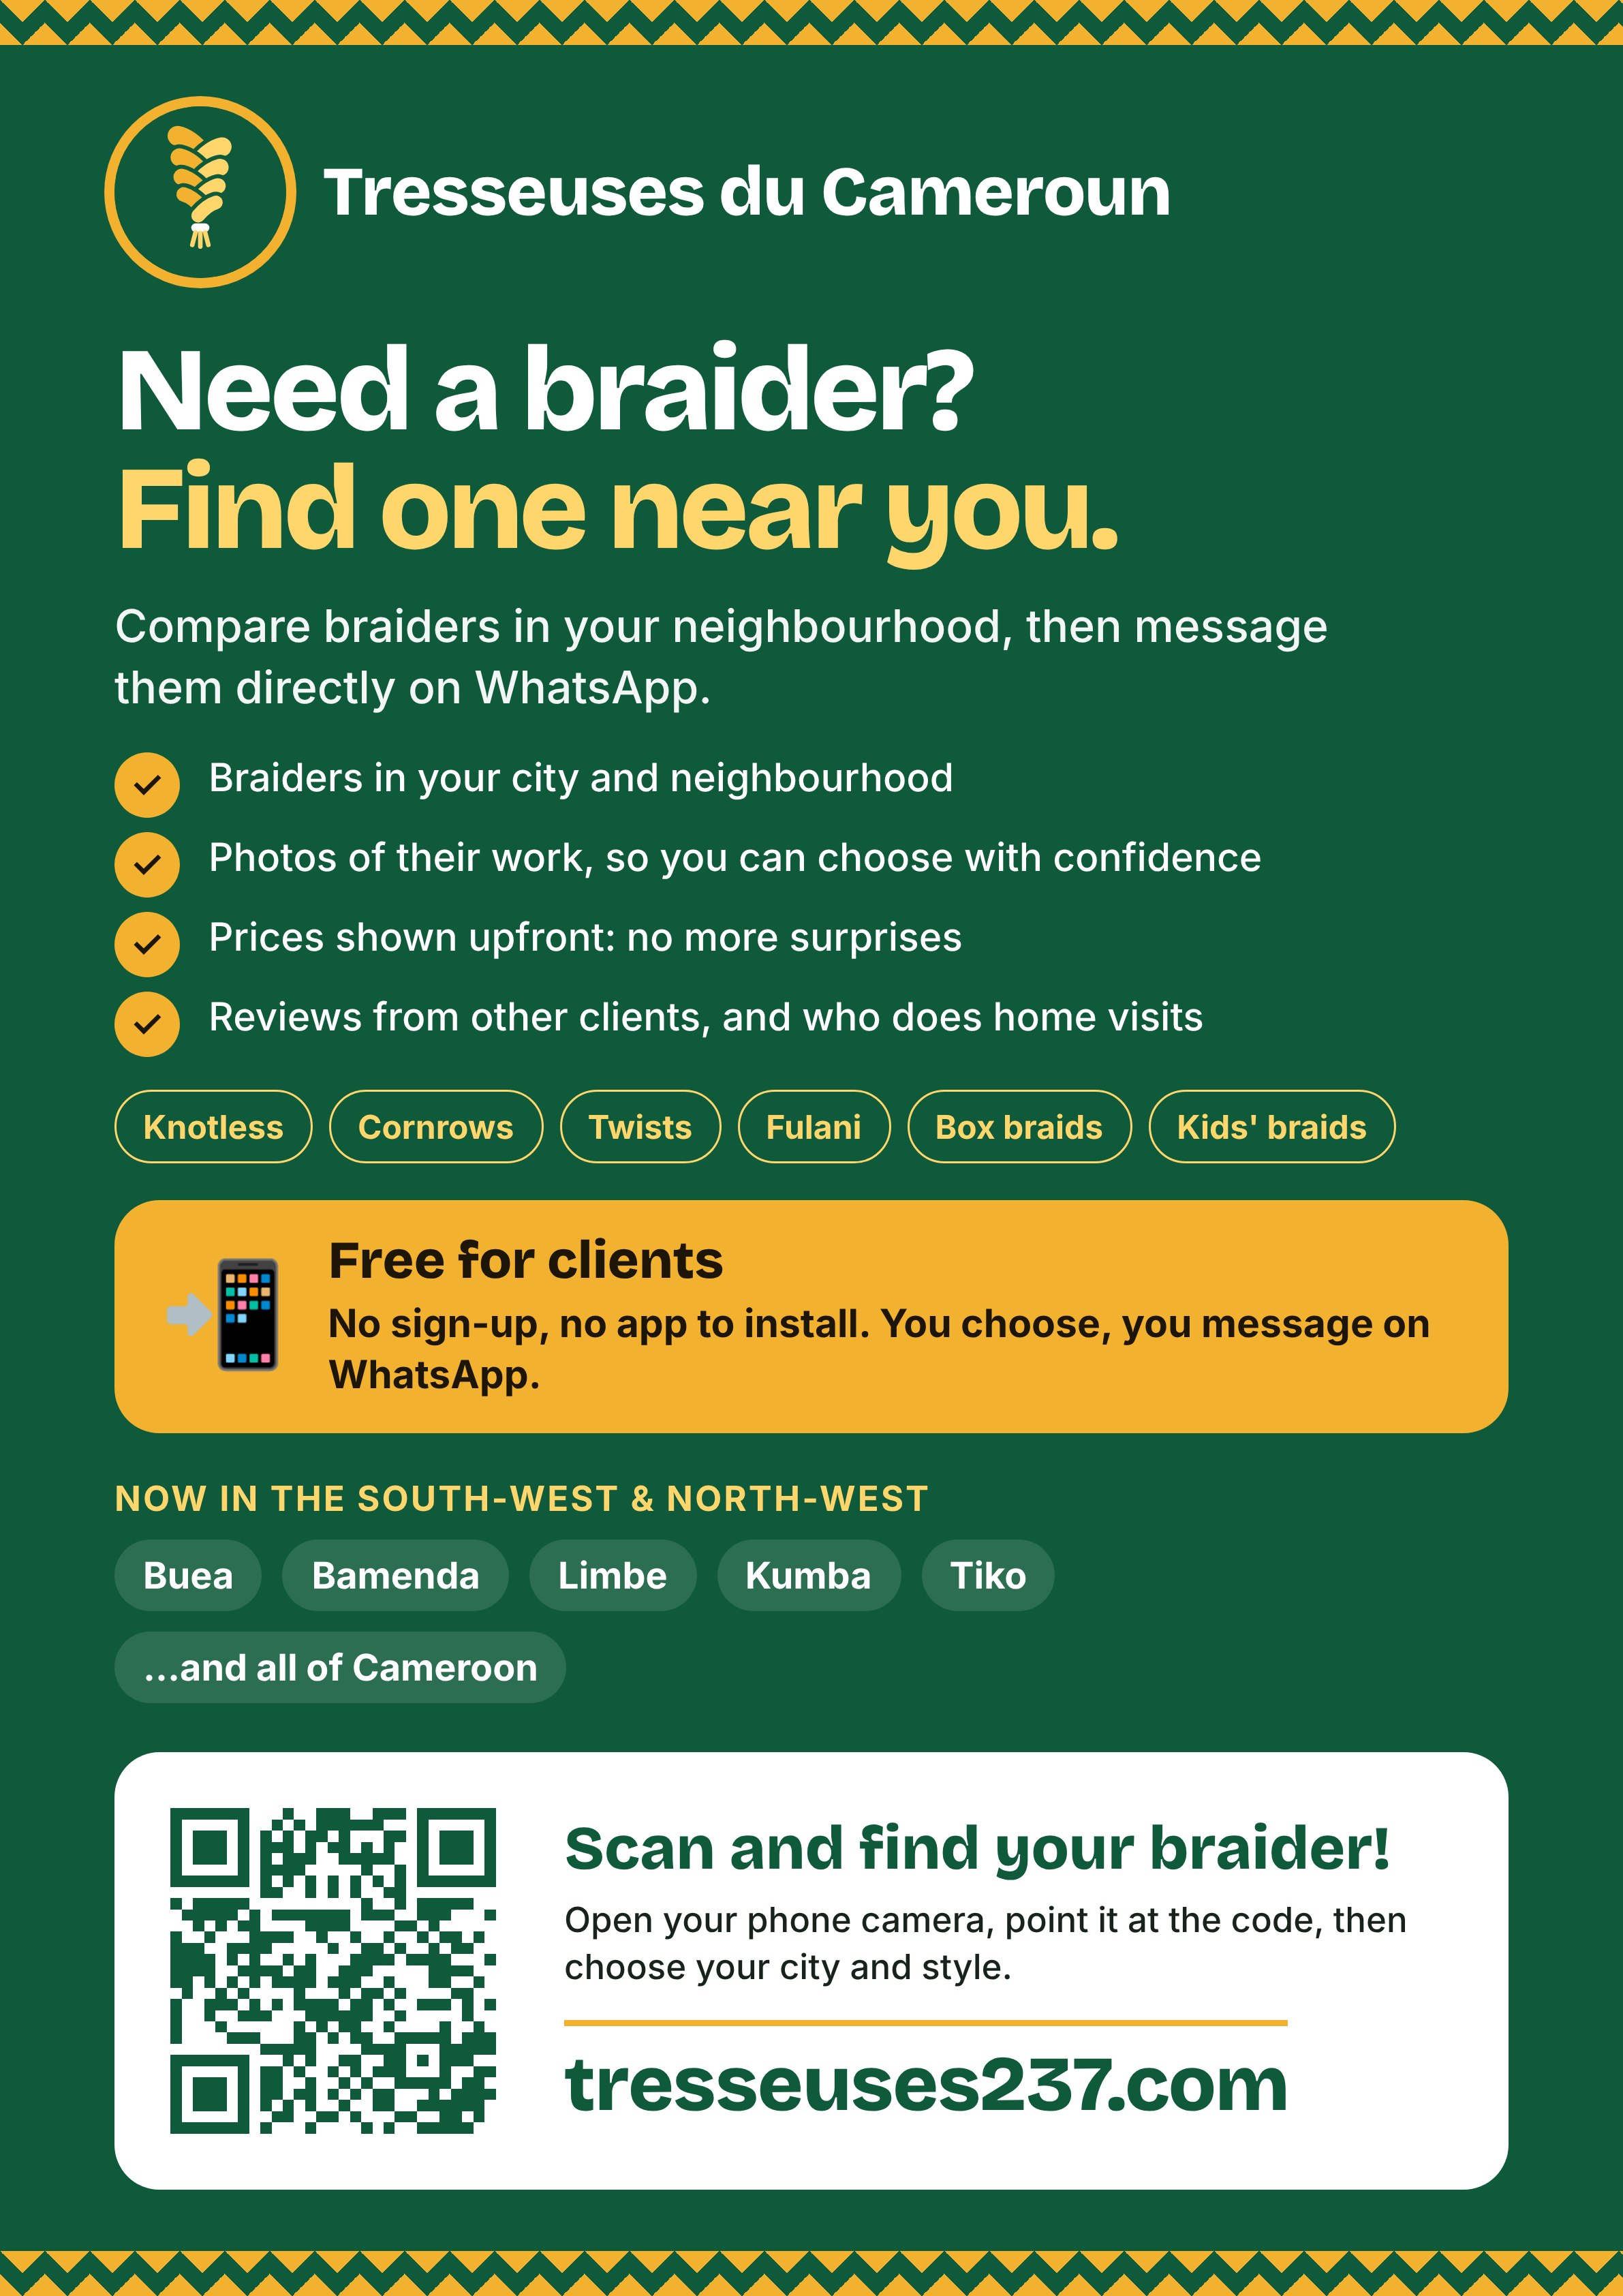 Tresseuses du Cameroun
Need a braider?
Find one near you.
Compare braiders in your neighbourhood, then message
them directly on WhatsApp.
Braiders in your city and neighbourhood
Photos of their work, so you can choose with confidence
Prices shown upfront: no more surprises
Reviews from other clients, and who does home visits
Knotless Cornrows Twists Fulani Box braids Kids' braids
Free for clients
No sign-up, no app to install. You choose, you message on
WhatsApp.
NOW IN THE SOUTH-WEST & NORTH-WEST
Buea Bamenda Limbe Kumba Tiko
...and all of Cameroon
Scan and find your braider!
Open your phone camera, point it at the code, then
choose your city and style.
tresseuses237.com